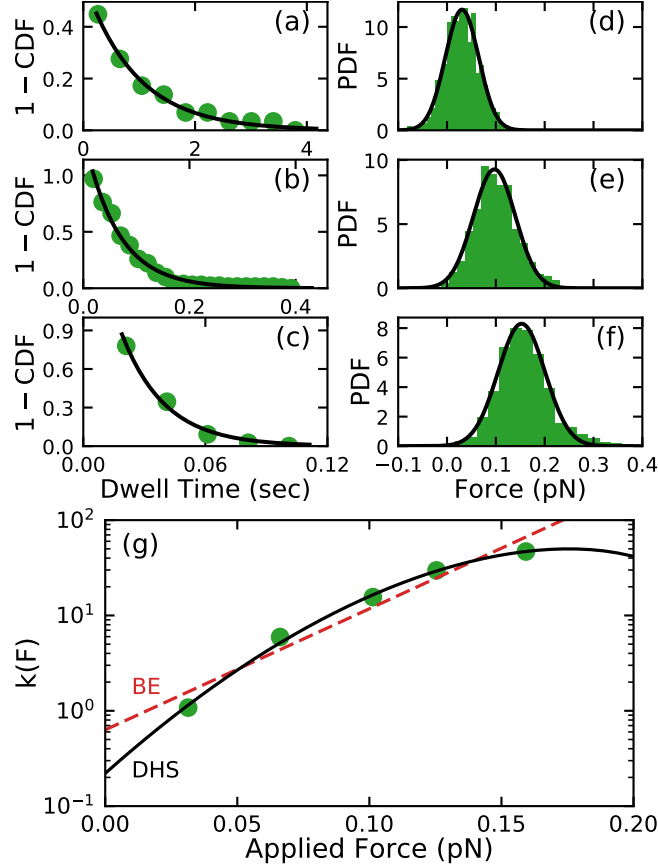 0.4
0.2
0.0
1 − CDF
(a)
0
2
4
10
5
0
PDF
(d)
1.0
0.5
0.0
1 − CDF
(b)
0.0
0.2
0.4
10
5
0
PDF
(e)
0.9
0.6
0.3
0.0
1 − CDF
(c)
0.00
0.06
0.12
Dwell Time (sec)
8
6
4
2
0
PDF
(f)
−0.1
0.0
0.1
0.2
0.3
0.4
Force (pN)
(g)
10²
10¹
10⁰
10⁻¹
k(F)
BE
DHS
0.00
0.05
0.10
0.15
0.20
Applied Force (pN)